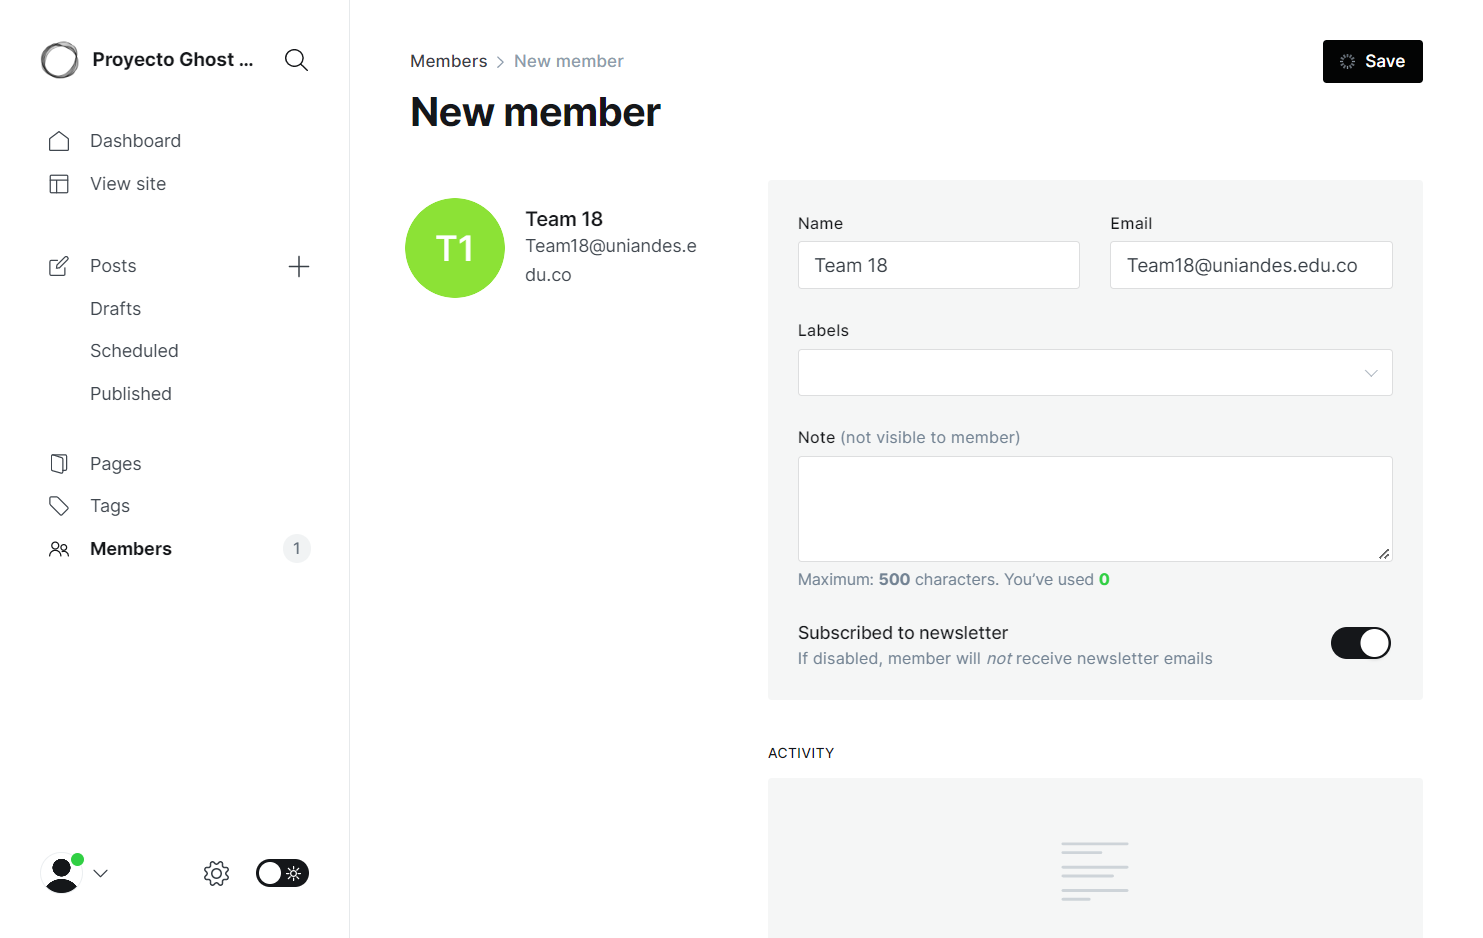 Proyecto Ghost ...
Dashboard
View site
Posts
Drafts
Scheduled
Published
Pages
Tags
Members 1
Members > New member
Save
New member
T1
Team 18
Team18@uniandes.e
du.co
Name
Team 18
Email
Team18@uniandes.edu.co
Labels
Note (not visible to member)
Maximum: 500 characters. You’ve used 0
Subscribed to newsletter
If disabled, member will not receive newsletter emails
ACTIVITY